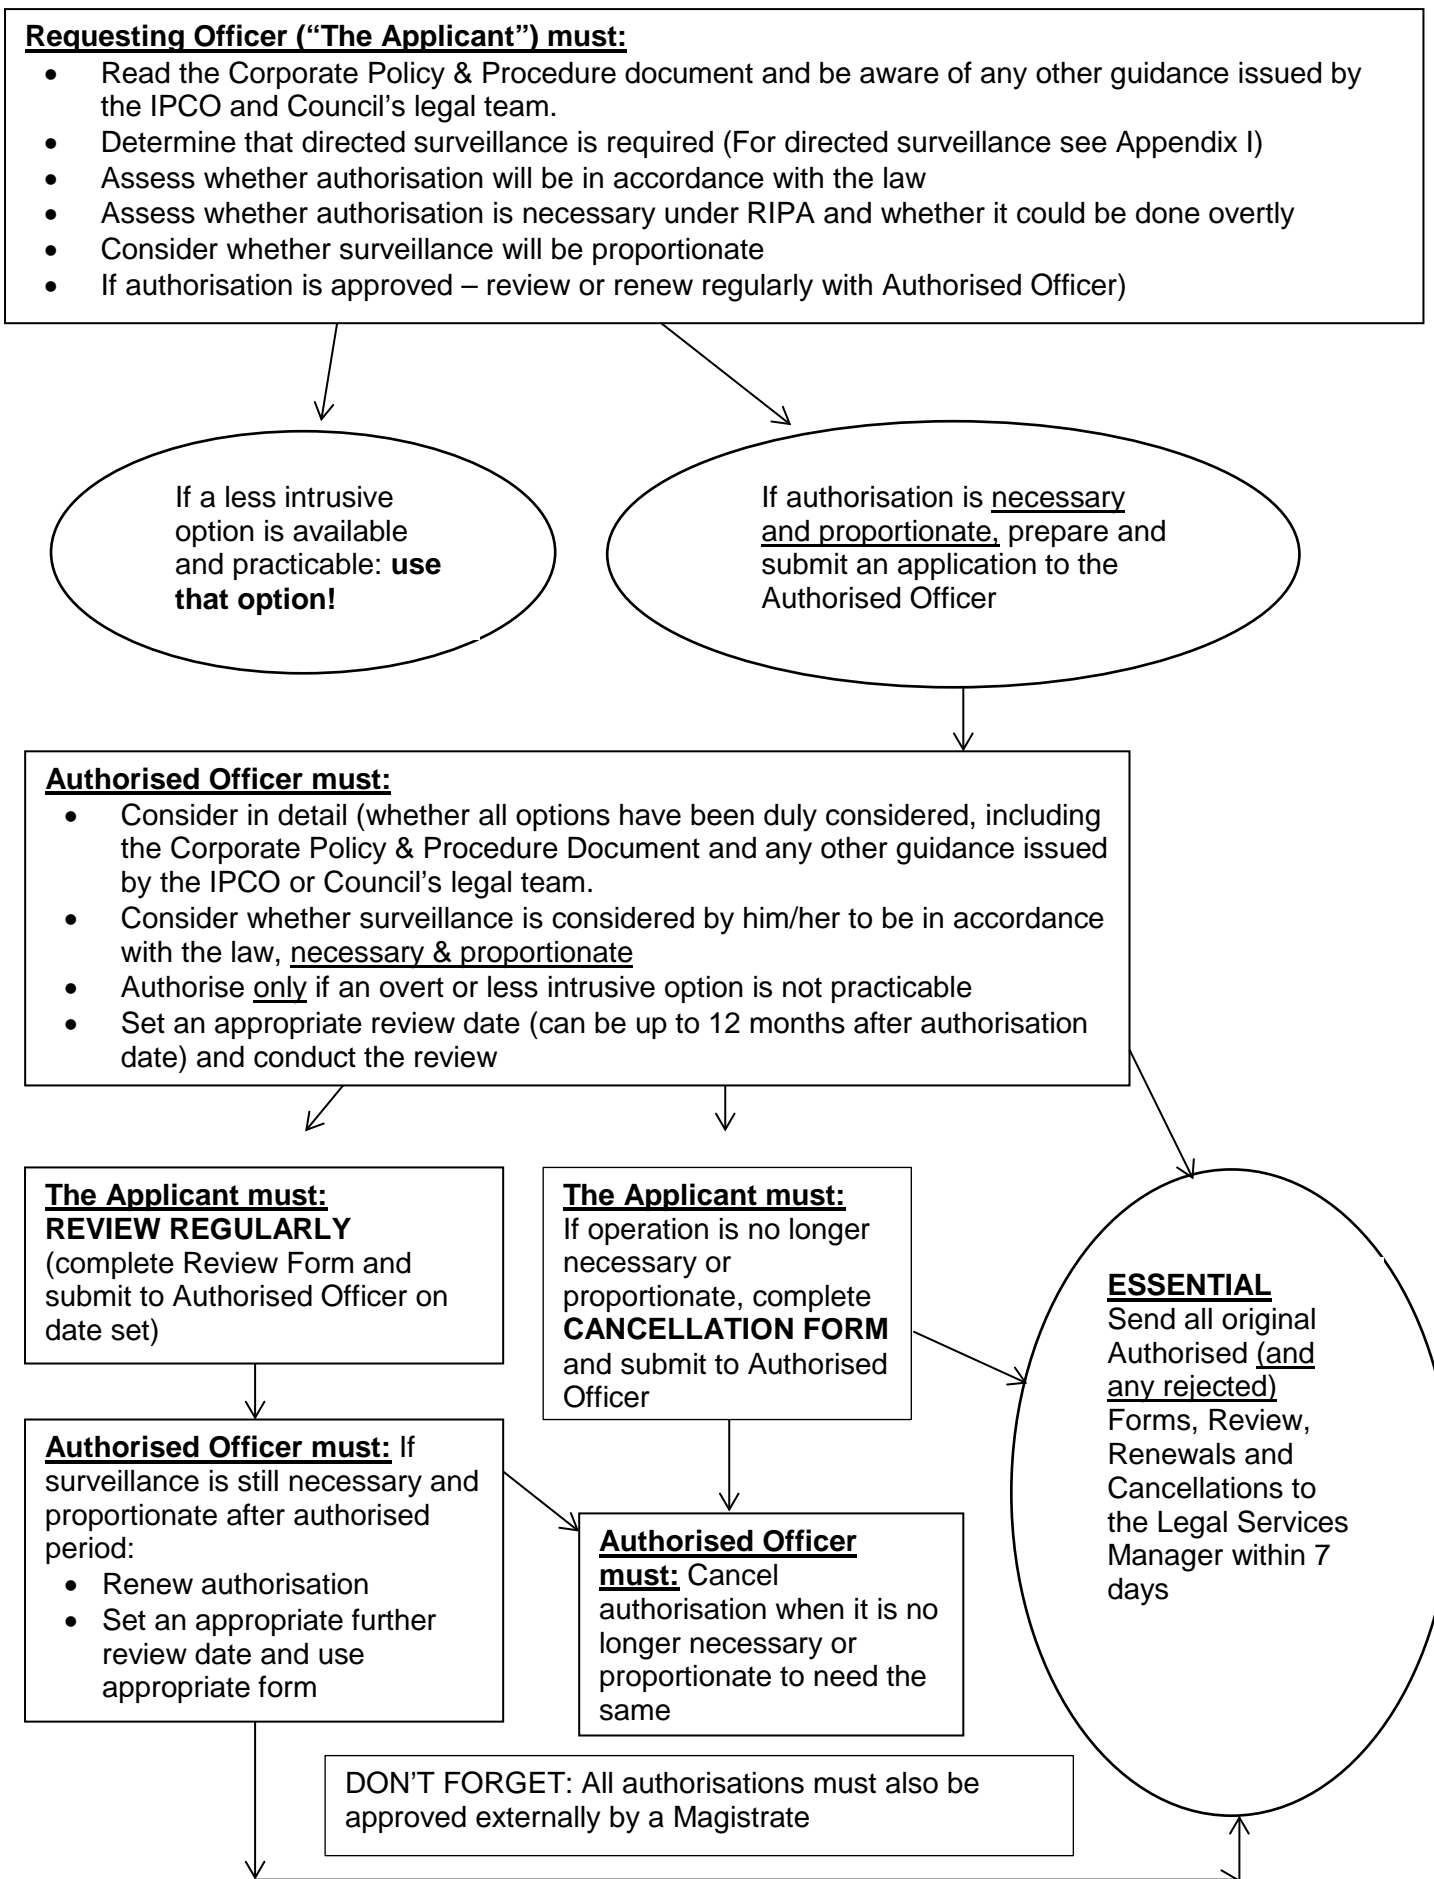 Requesting Officer (“The Applicant”) must:
• Read the Corporate Policy & Procedure document and be aware of any other guidance issued by
the IPCO and Council’s legal team.
• Determine that directed surveillance is required (For directed surveillance see Appendix I)
• Assess whether authorisation will be in accordance with the law
• Assess whether authorisation is necessary under RIPA and whether it could be done overtly
• Consider whether surveillance will be proportionate
• If authorisation is approved – review or renew regularly with Authorised Officer)
If a less intrusive
option is available
and practicable: use
that option!
If authorisation is necessary
and proportionate, prepare and
submit an application to the
Authorised Officer
Authorised Officer must:
• Consider in detail (whether all options have been duly considered, including
the Corporate Policy & Procedure Document and any other guidance issued
by the IPCO or Council’s legal team.
• Consider whether surveillance is considered by him/her to be in accordance
with the law, necessary & proportionate
• Authorise only if an overt or less intrusive option is not practicable
• Set an appropriate review date (can be up to 12 months after authorisation
date) and conduct the review
The Applicant must:
REVIEW REGULARLY
(complete Review Form and
submit to Authorised Officer on
date set)
The Applicant must:
If operation is no longer
necessary or
proportionate, complete
CANCELLATION FORM
and submit to Authorised
Officer
ESSENTIAL
Send all original
Authorised (and
any rejected)
Forms, Review,
Renewals and
Cancellations to
the Legal Services
Manager within 7
days
Authorised Officer must: If
surveillance is still necessary and
proportionate after authorised
period:
• Renew authorisation
• Set an appropriate further
review date and use
appropriate form
Authorised Officer
must: Cancel
authorisation when it is no
longer necessary or
proportionate to need the
same
DON’T FORGET: All authorisations must also be
approved externally by a Magistrate